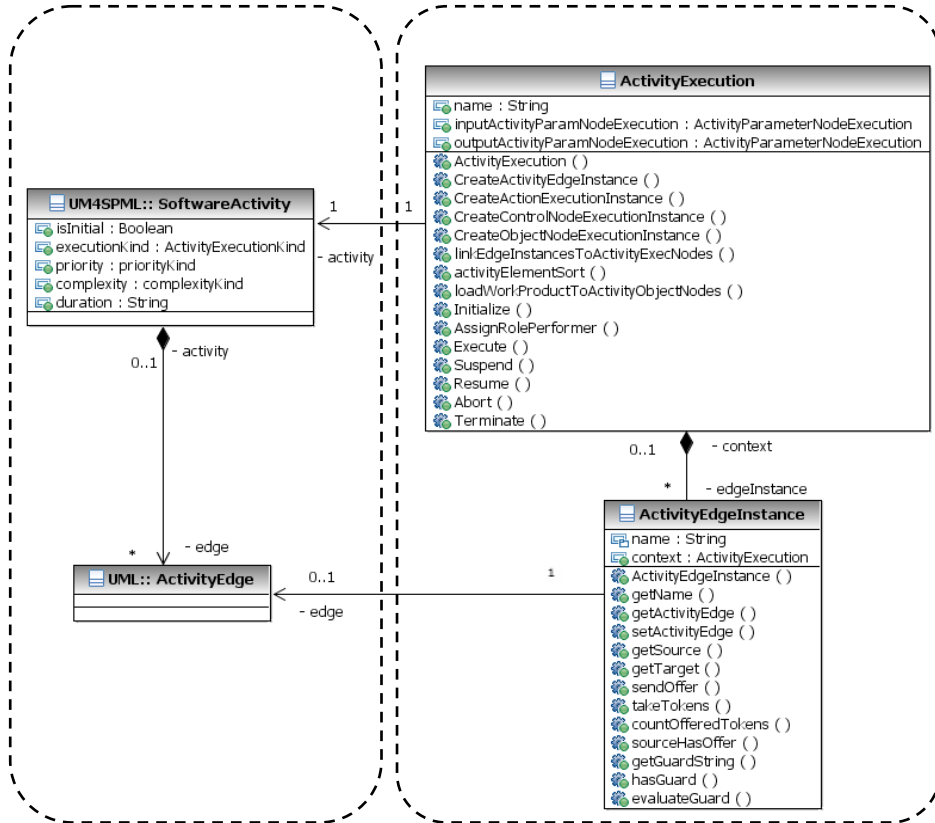 ActivityExecution
name : String
inputActivityParamNodeExecution : ActivityParameterNodeExecution
outputActivityParamNodeExecution : ActivityParameterNodeExecution
ActivityExecution ( )
CreateActivityEdgeInstance ( )
CreateActionExecutionInstance ( )
CreateControlNodeExecutionInstance ( )
CreateObjectNodeExecutionInstance ( )
linkEdgeInstancesToActivityExecNodes ( )
activityElementSort ( )
loadWorkProductToActivityObjectNodes ( )
Initialize ( )
AssignRolePerformer ( )
Execute ( )
Suspend ( )
Resume ( )
Abort ( )
Terminate ( )
UM4SPML:: SoftwareActivity
isInitial : Boolean
executionKind : ActivityExecutionKind
priority : priorityKind
complexity : complexityKind
duration : String
1
1
- activity
0..1
- activity
*
- edge
0..1
- context
*
- edgeInstance
UML:: ActivityEdge
0..1
- edge
1
ActivityEdgeInstance
name : String
context : ActivityExecution
ActivityEdgeInstance ( )
getName ( )
getActivityEdge ( )
setActivityEdge ( )
getSource ( )
getTarget ( )
sendOffer ( )
takeTokens ( )
countOfferedTokens ( )
sourceHasOffer ( )
getGuardString ( )
hasGuard ( )
evaluateGuard ( )